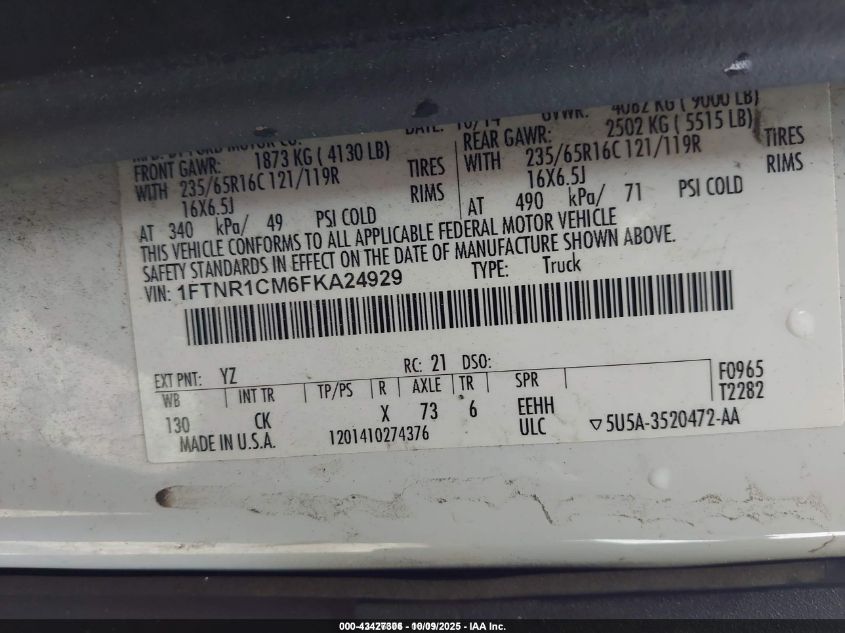 MFD. BY FORD MOTOR CO.
DATE: 10/14 GVWR: 4082 KG ( 9000 LB)
FRONT GAWR: 1873 KG ( 4130 LB) REAR GAWR: 2502 KG ( 5515 LB)
WITH 235/65R16C 121/119R TIRES WITH 235/65R16C 121/119R TIRES
16X6.5J RIMS 16X6.5J RIMS
AT 340 kPa/ 49 PSI COLD AT 490 kPa/ 71 PSI COLD
THIS VEHICLE CONFORMS TO ALL APPLICABLE FEDERAL MOTOR VEHICLE
SAFETY STANDARDS IN EFFECT ON THE DATE OF MANUFACTURE SHOWN ABOVE.
VIN: 1FTNR1CM6FKA24929 TYPE: Truck
EXT PNT: YZ RC: 21 DSO:
WB INT TR TP/PS R AXLE TR SPR F0965
130 CK X 73 6 EEHH T2282
MADE IN U.S.A. 1201410274376 ULC ▽5U5A-3520472-AA
10/09/2025 - IAA Inc.